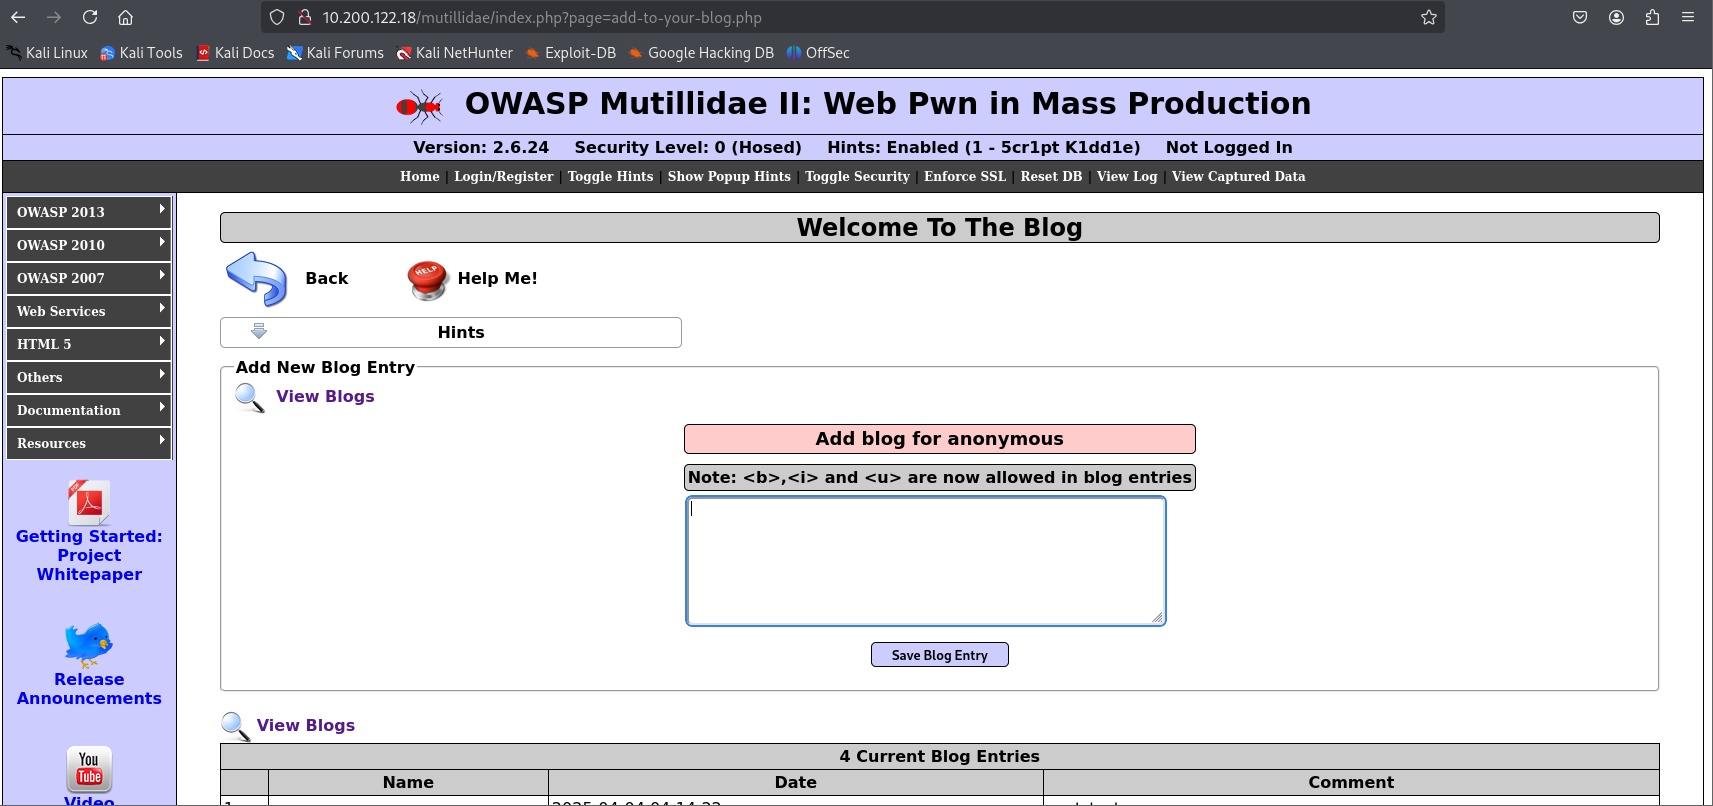 10.200.122.18/mutillidae/index.php?page=add-to-your-blog.php
Kali Linux Kali Tools Kali Docs Kali Forums Kali NetHunter Exploit-DB Google Hacking DB OffSec
OWASP Mutillidae II: Web Pwn in Mass Production
Version: 2.6.24 Security Level: 0 (Hosed) Hints: Enabled (1 - 5cr1pt K1dd1e) Not Logged In
Home | Login/Register | Toggle Hints | Show Popup Hints | Toggle Security | Enforce SSL | Reset DB | View Log | View Captured Data
OWASP 2013
OWASP 2010
OWASP 2007
Web Services
HTML 5
Others
Documentation
Resources
PDF
Getting Started:
Project
Whitepaper
Release
Announcements
You
Tube
Video
Welcome To The Blog
Back
HELP
Help Me!
Hints
Add New Blog Entry
View Blogs
Add blog for anonymous
Note: <b>,<i> and <u> are now allowed in blog entries
Save Blog Entry
View Blogs
4 Current Blog Entries
Name Date Comment